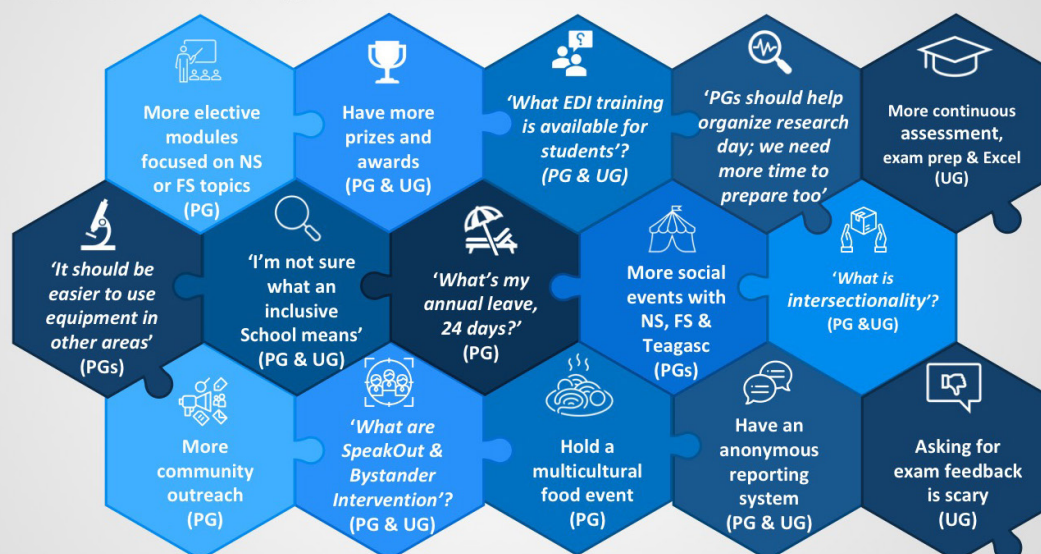 More elective
modules
focused on NS
or FS topics
(PG)
Have more
prizes and
awards
(PG & UG)
‘What EDI training
is available for
students’?
(PG & UG)
‘PGs should help
organize research
day; we need
more time to
prepare too’
More continuous
assessment,
exam prep & Excel
(UG)
‘It should be
easier to use
equipment in
other areas’
(PGs)
‘I’m not sure
what an
inclusive
School means’
(PG & UG)
‘What’s my
annual leave,
24 days?’
(PG)
More social
events with
NS, FS &
Teagasc
(PGs)
‘What is
intersectionality’?
(PG &UG)
More
community
outreach
(PG)
‘What are
SpeakOut &
Bystander
Intervention’?
(PG & UG)
Hold a
multicultural
food event
(PG)
Have an
anonymous
reporting
system
(PG & UG)
Asking for
exam feedback
is scary
(UG)